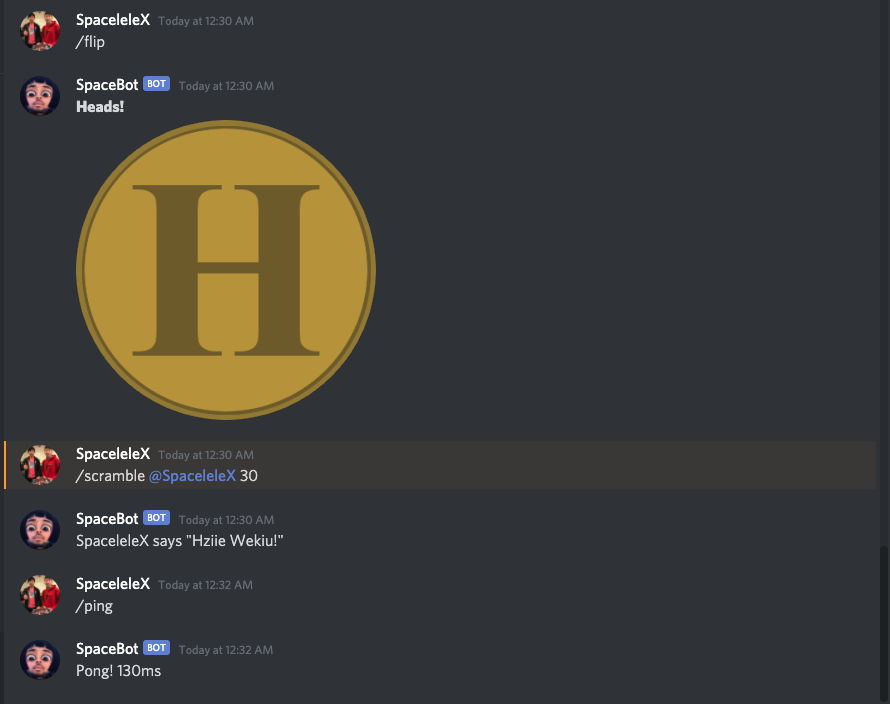 SpaceleleX Today at 12:30 AM
/flip
SpaceBot BOT Today at 12:30 AM
Heads!
H
SpaceleleX Today at 12:30 AM
/scramble @SpaceleleX 30
SpaceBot BOT Today at 12:30 AM
SpaceleleX says "Hziie Wekiu!"
SpaceleleX Today at 12:32 AM
/ping
SpaceBot BOT Today at 12:32 AM
Pong! 130ms